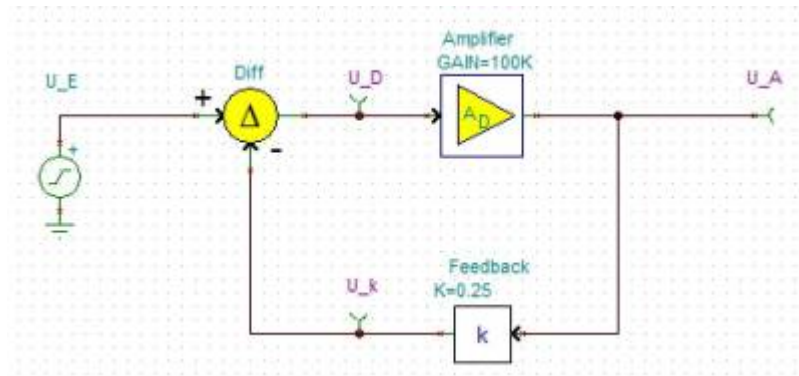 Amplifier
GAIN=100K
U_E
Diff
U_D
U_A
+
Δ
-
A_D
+
Feedback
K=0.25
U_k
k